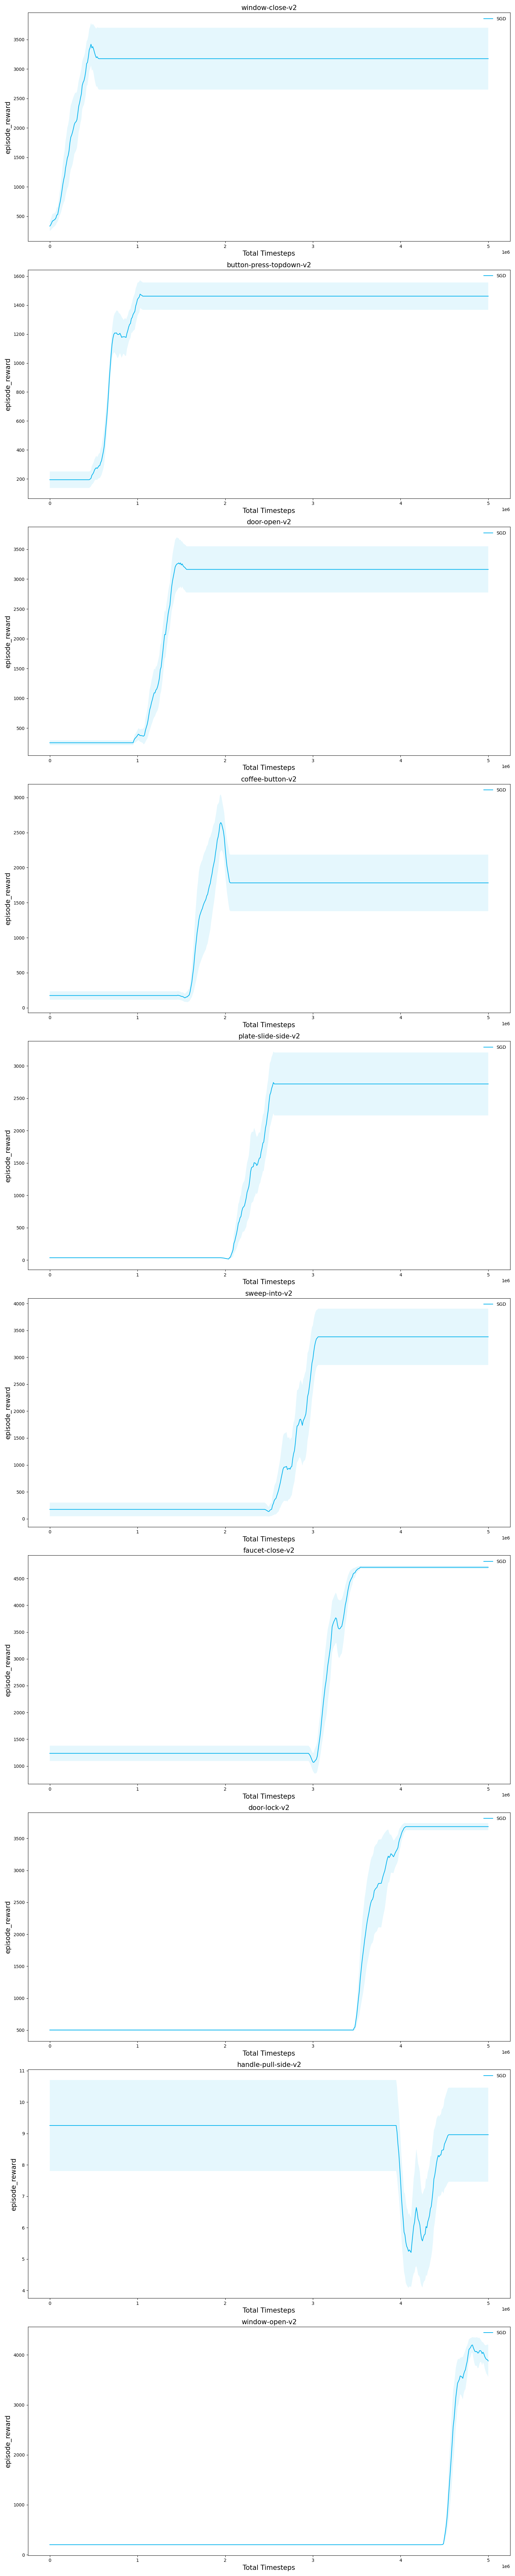 window-close-v2
SGD
3500
3000
2500
2000
1500
1000
500
episode_reward
0 1 2 3 4 5
1e6
Total Timesteps
button-press-topdown-v2
SGD
1600
1400
1200
1000
800
600
400
200
episode_reward
0 1 2 3 4 5
1e6
Total Timesteps
door-open-v2
SGD
3500
3000
2500
2000
1500
1000
500
episode_reward
0 1 2 3 4 5
1e6
Total Timesteps
coffee-button-v2
SGD
3000
2500
2000
1500
1000
500
0
episode_reward
0 1 2 3 4 5
1e6
Total Timesteps
plate-slide-side-v2
SGD
3000
2500
2000
1500
1000
500
0
episode_reward
0 1 2 3 4 5
1e6
Total Timesteps
sweep-into-v2
SGD
4000
3500
3000
2500
2000
1500
1000
500
0
episode_reward
0 1 2 3 4 5
1e6
Total Timesteps
faucet-close-v2
SGD
4500
4000
3500
3000
2500
2000
1500
1000
episode_reward
0 1 2 3 4 5
1e6
Total Timesteps
door-lock-v2
SGD
3500
3000
2500
2000
1500
1000
500
episode_reward
0 1 2 3 4 5
1e6
Total Timesteps
handle-pull-side-v2
SGD
11
10
9
8
7
6
5
4
episode_reward
0 1 2 3 4 5
1e6
Total Timesteps
window-open-v2
SGD
4000
3000
2000
1000
0
episode_reward
0 1 2 3 4 5
1e6
Total Timesteps